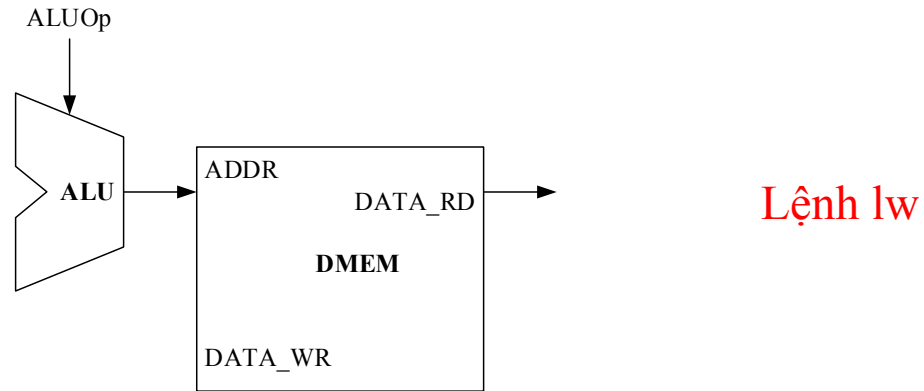 ALUOp
ALU
ADDR
DATA_RD
DMEM
DATA_WR
Lệnh lw